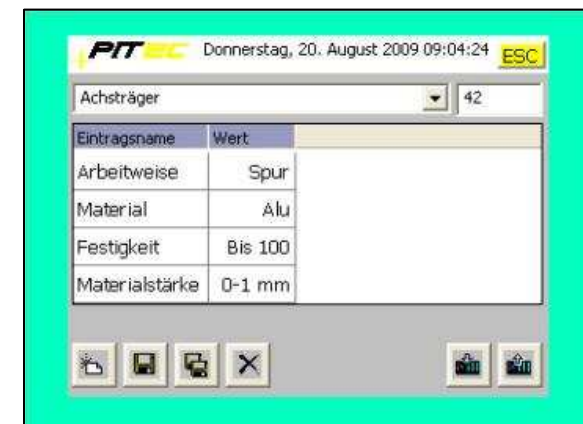 PITEC Donnerstag, 20. August 2009 09:04:24 ESC
Achsträger 42
Eintragsname Wert
Arbeitweise Spur
Material Alu
Festigkeit Bis 100
Materialstärke 0-1 mm